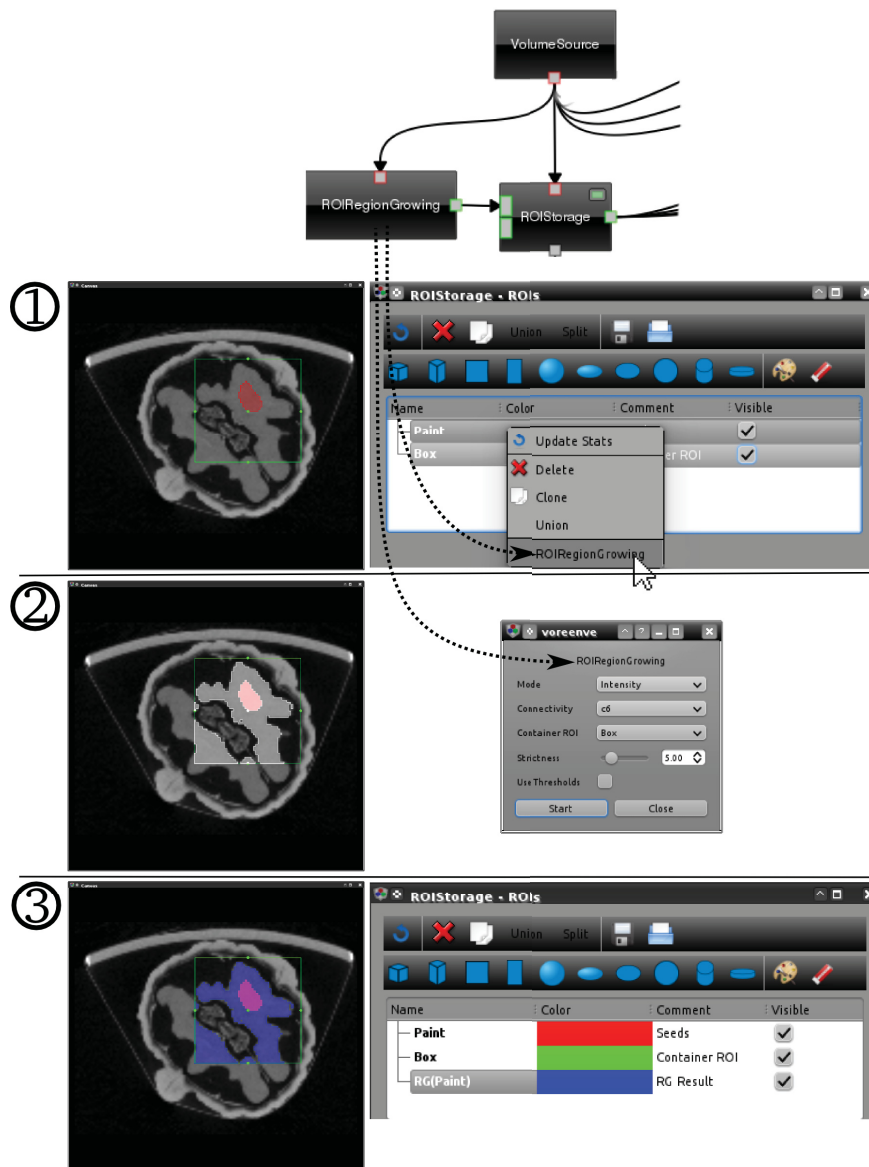 VolumeSource
ROIRegionGrowing
ROIStorage
①
Canvas
ROIStorage - ROIs
Union Split
Name Color Comment Visible
Paint
Box er ROI
Update Stats
Delete
Clone
Union
ROIRegionGrowing
②
Canvas
voreenve
ROIRegionGrowing
Mode Intensity
Connectivity c6
Container ROI Box
Strictness 5.00
Use Thresholds
Start Close
③
Canvas
ROIStorage - ROIs
Union Split
Name Color Comment Visible
Paint Seeds
Box Container ROI
RG(Paint) RG Result